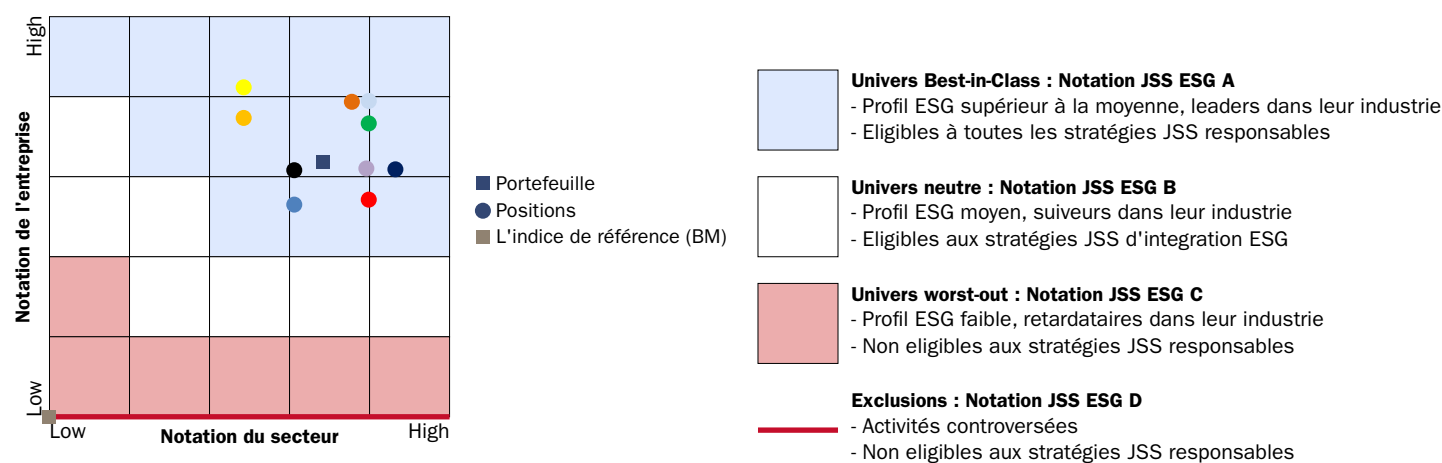 High
Notation de l'entreprise
Low
Low
Notation du secteur
High
Portefeuille
Positions
L'indice de référence (BM)
Univers Best-in-Class : Notation JSS ESG A
- Profil ESG supérieur à la moyenne, leaders dans leur industrie
- Eligibles à toutes les stratégies JSS responsables
Univers neutre : Notation JSS ESG B
- Profil ESG moyen, suiveurs dans leur industrie
- Eligibles aux stratégies JSS d'integration ESG
Univers worst-out : Notation JSS ESG C
- Profil ESG faible, retardataires dans leur industrie
- Non eligibles aux stratégies JSS responsables
Exclusions : Notation JSS ESG D
- Activités controversées
- Non eligibles aux stratégies JSS responsables